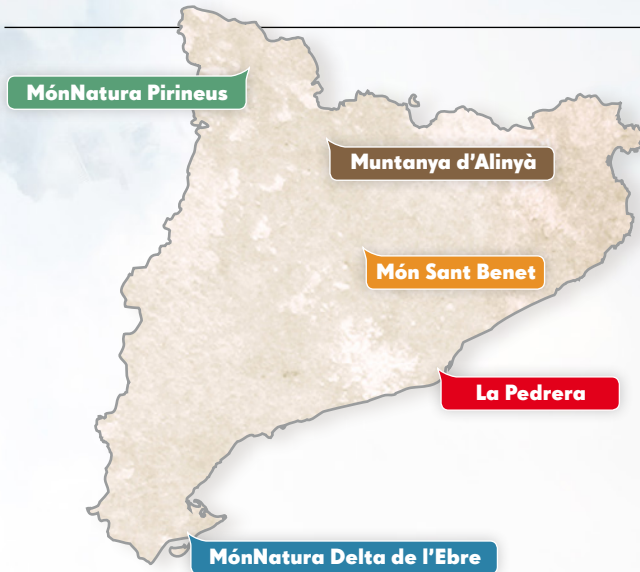 MónNatura Pirineus
Muntanya d'Alinyà
Món Sant Benet
La Pedrera
MónNatura Delta de l'Ebre